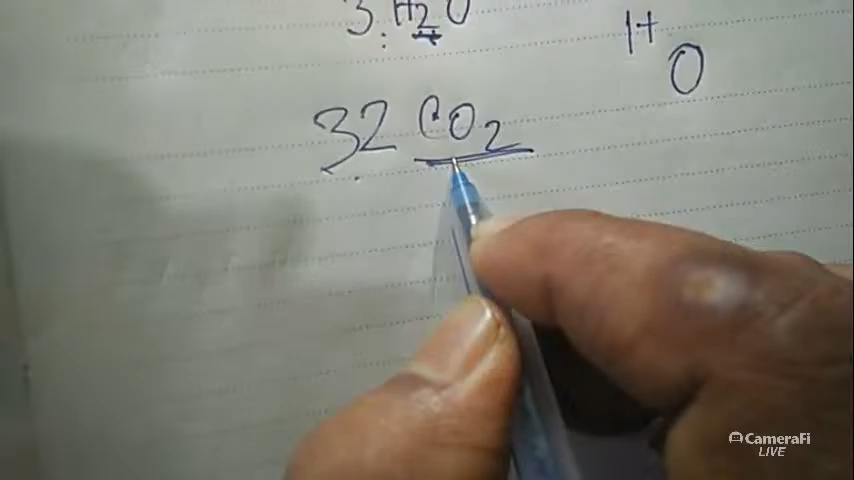 3 H2O
H+
O
32 CO2
CameraFi
LIVE